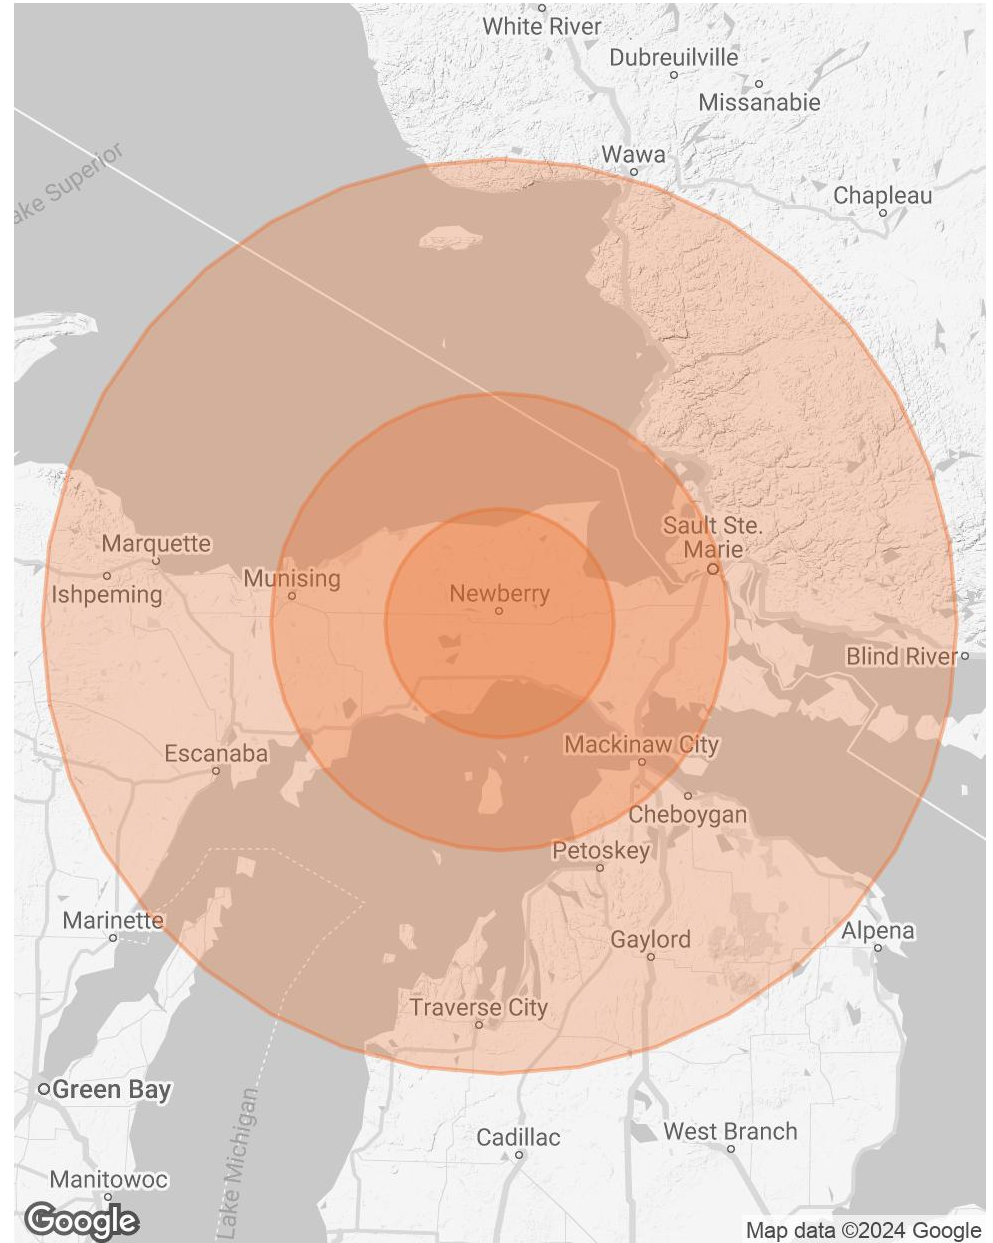 White River
Dubreuilville
Missanabie
Wawa
ake Superior
Chapleau
Sault Ste.
Marie
Marquette
Munising
Newberry
Ishpeming
Blind River
Mackinaw City
Escanaba
Cheboygan
Petoskey
Marinette
Alpena
Gaylord
Traverse City
Green Bay
Lake Michigan
Cadillac
West Branch
Manitowoc
Google
Map data ©2024 Google